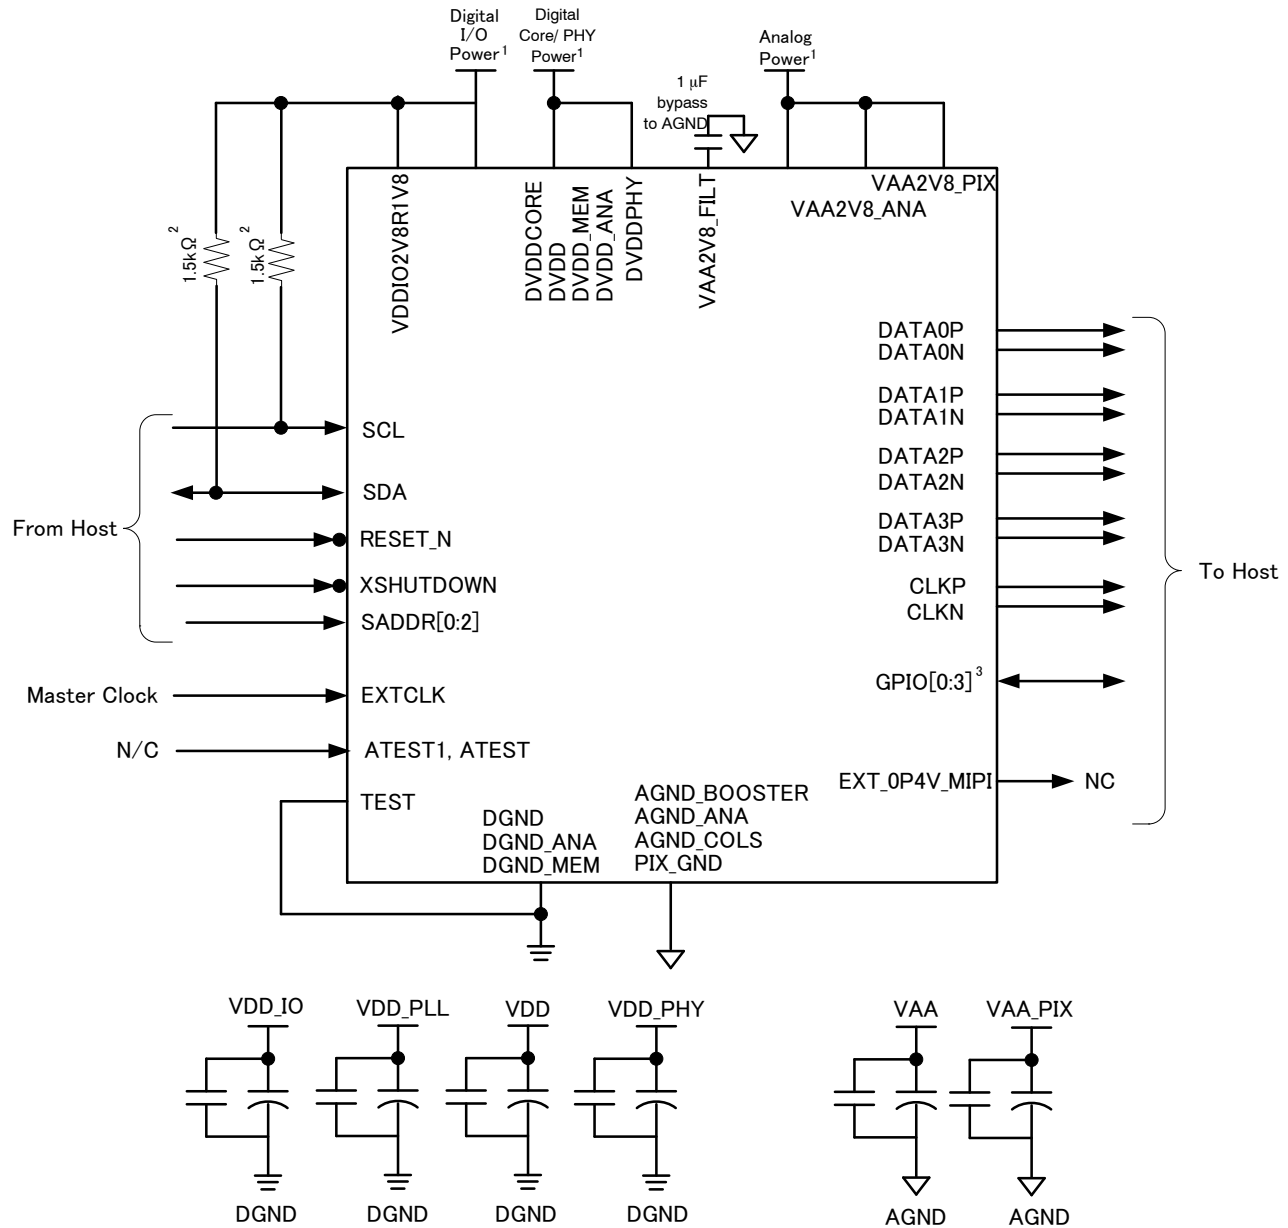 Digital
I/O
Power1
Digital
Core/ PHY
Power1
Analog
Power1
1 μF
bypass
to AGND
1.5kΩ2
1.5kΩ2
VDDIO2V8R1V8
DVDDCORE
DVDD
DVDD_MEM
DVDD_ANA
DVDDPHY
VAA2V8_FILT
VAA2V8_PIX
VAA2V8_ANA
From Host
SCL
SDA
RESET_N
XSHUTDOWN
SADDR[0:2]
Master Clock
EXTCLK
N/C
ATEST1, ATEST
TEST
DGND
DGND_ANA
DGND_MEM
AGND_BOOSTER
AGND_ANA
AGND_COLS
PIX_GND
DATA0P
DATA0N
DATA1P
DATA1N
DATA2P
DATA2N
DATA3P
DATA3N
CLKP
CLKN
GPIO[0:3]3
EXT_0P4V_MIPI
NC
To Host
VDD_IO
VDD_PLL
VDD
VDD_PHY
VAA
VAA_PIX
DGND
DGND
DGND
DGND
AGND
AGND